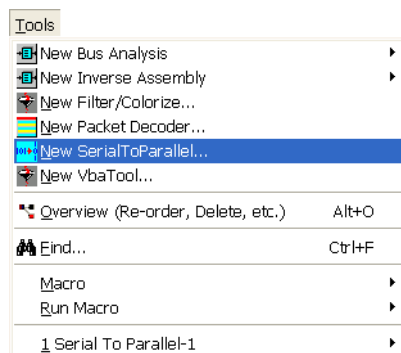 Tools
New Bus Analysis
New Inverse Assembly
New Filter/Colorize...
New Packet Decoder...
New SerialToParallel...
New VbaTool...
Overview (Re-order, Delete, etc.) Alt+O
Find... Ctrl+F
Macro
Run Macro
1 Serial To Parallel-1